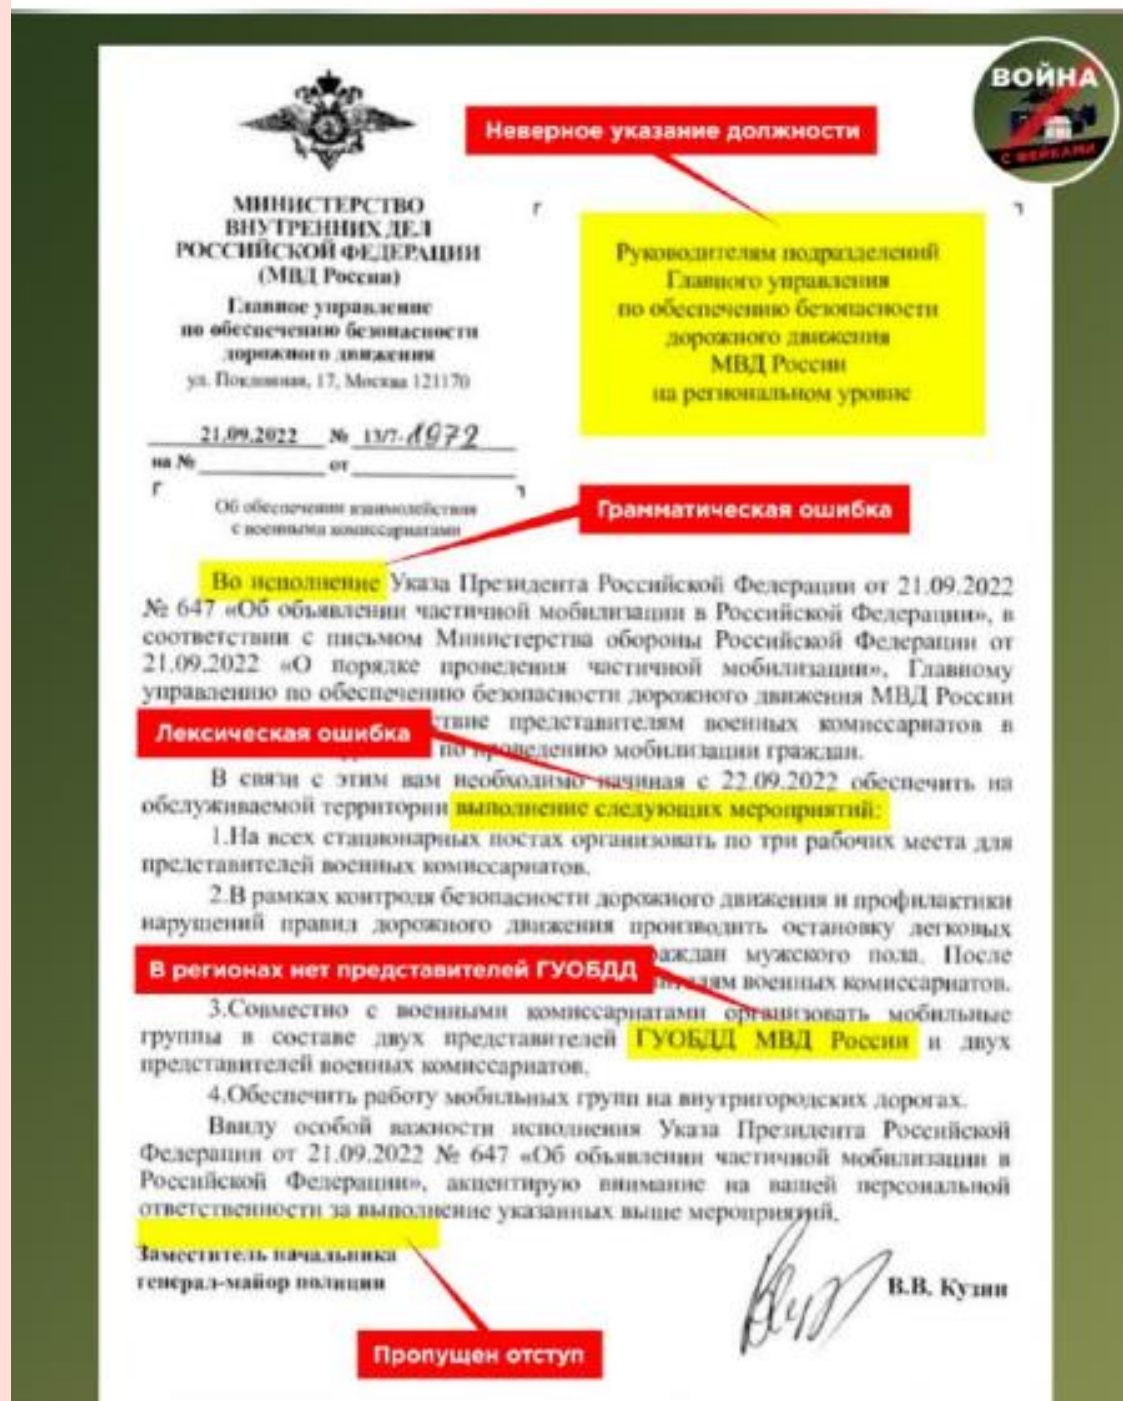 ВОЙНА
С ФЕЙКАМИ
Неверное указание должности
МИНИСТЕРСТВО
ВНУТРЕННИХ ДЕЛ
РОССИЙСКОЙ ФЕДЕРАЦИИ
(МВД России)
Главное управление
по обеспечению безопасности
дорожного движения
ул. Поклонная, 17, Москва 121170
21.09.2022 № 13/7-1972
на № от
Руководителям подразделений
Главного управления
по обеспечению безопасности
дорожного движения
МВД России
на региональном уровне
Об обеспечении взаимодействия
с военными комиссариатами
Грамматическая ошибка
Во исполнение Указа Президента Российской Федерации от 21.09.2022
№ 647 «Об объявлении частичной мобилизации в Российской Федерации», в
соответствии с письмом Министерства обороны Российской Федерации от
21.09.2022 «О порядке проведения частичной мобилизации», Главному
управлению по обеспечению безопасности дорожного движения МВД России
Лексическая ошибка
ствие представителям военных комиссариатов в
по проведению мобилизации граждан.
В связи с этим вам необходимо начиная с 22.09.2022 обеспечить на
обслуживаемой территории выполнение следующих мероприятий:
1.На всех стационарных постах организовать по три рабочих места для
представителей военных комиссариатов.
2.В рамках контроля безопасности дорожного движения и профилактики
нарушений правил дорожного движения производить остановку легковых
раждан мужского пола. После
В регионах нет представителей ГУОБДД
ителям военных комиссариатов.
3.Совместно с военными комиссариатами организовать мобильные
группы в составе двух представителей ГУОБДД МВД России и двух
представителей военных комиссариатов.
4.Обеспечить работу мобильных групп на внутригородских дорогах.
Ввиду особой важности исполнения Указа Президента Российской
Федерации от 21.09.2022 № 647 «Об объявлении частичной мобилизации в
Российской Федерации», акцентирую внимание на вашей персональной
ответственности за выполнение указанных выше мероприятий.
Заместитель начальника
генерал-майор полиции
В.В. Кузин
Пропущен отступ